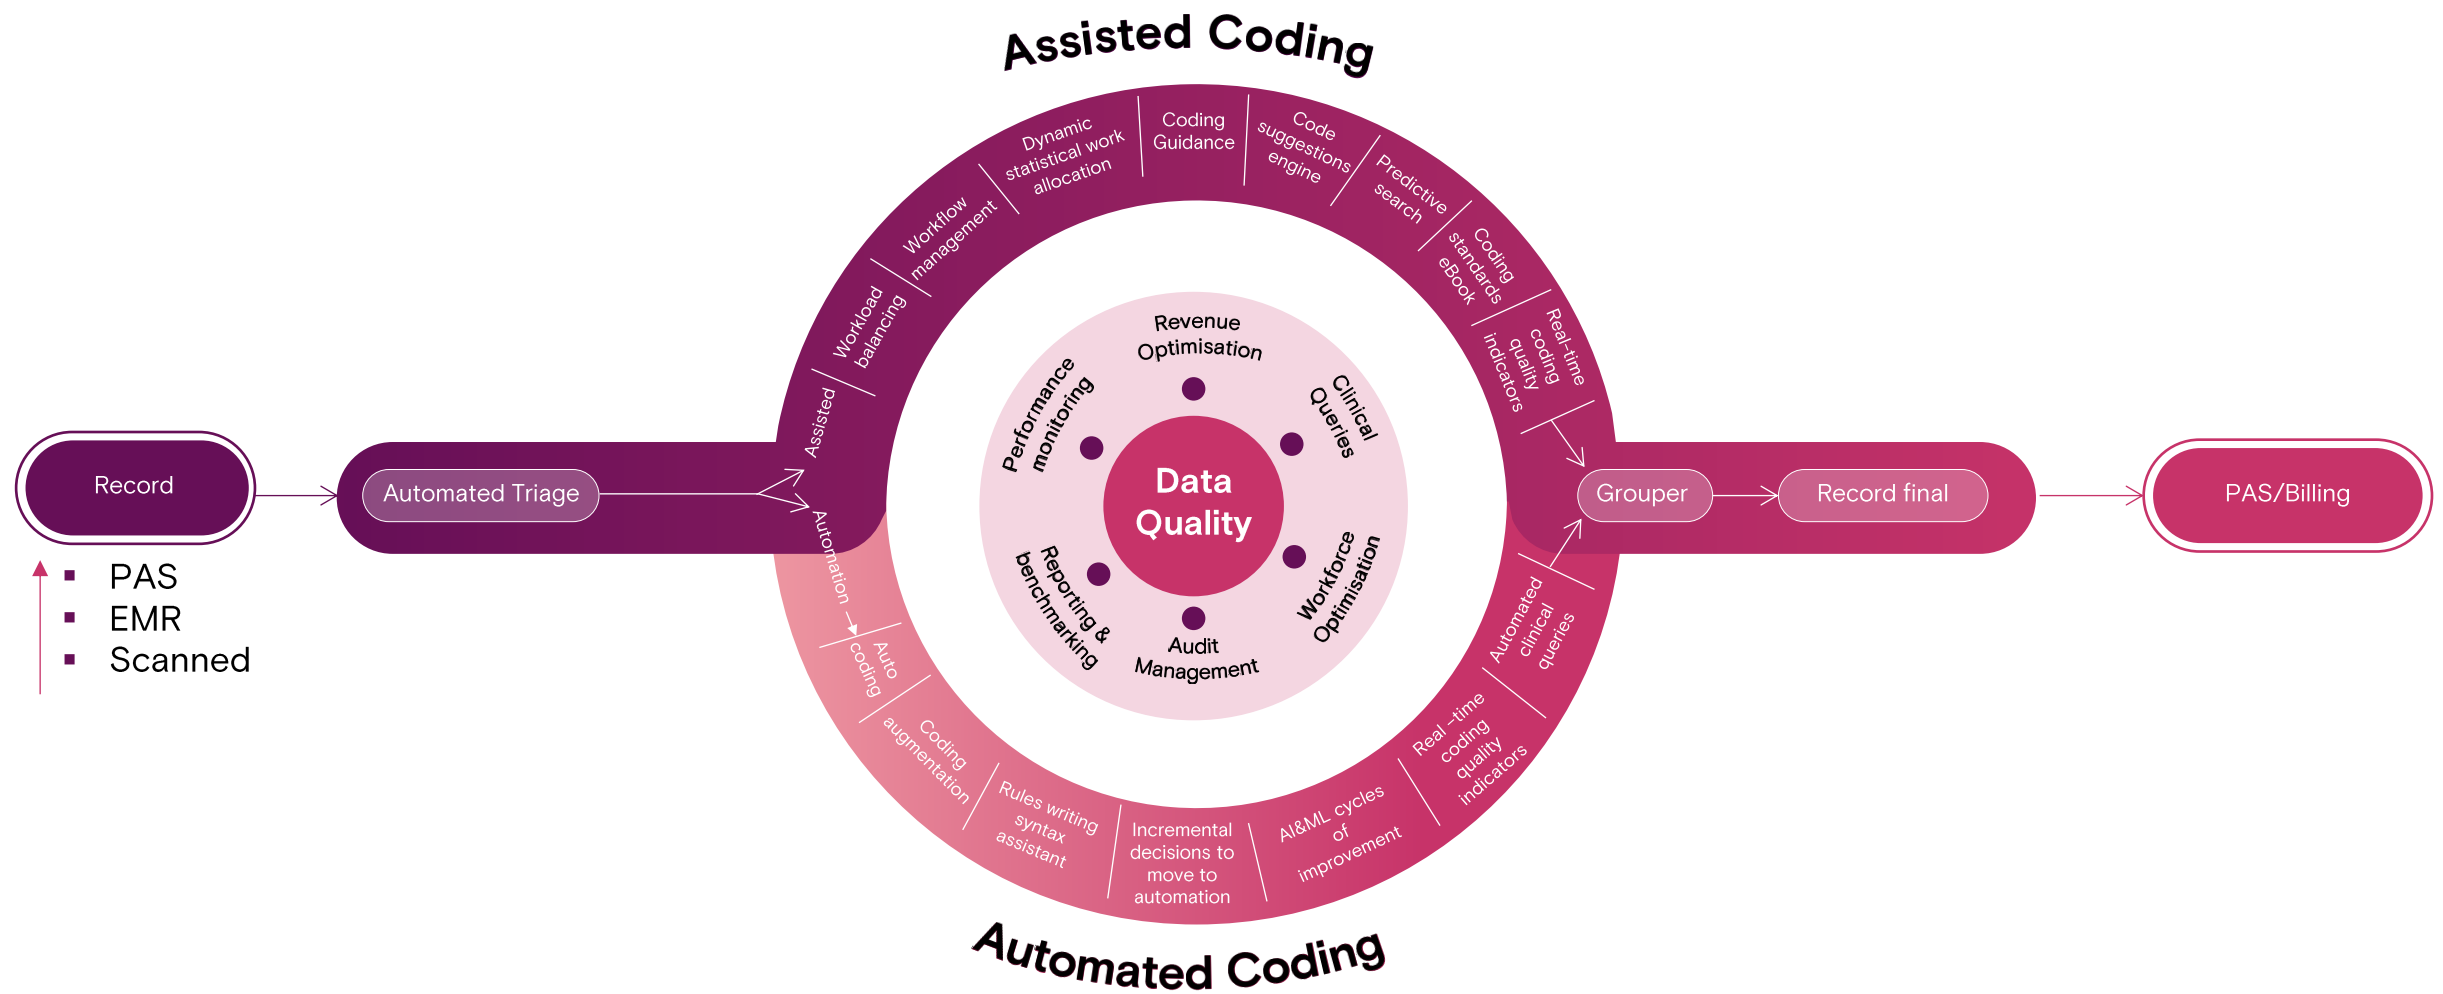 Assisted Coding
Record
PAS
EMR
Scanned
Automated Triage
Assisted
Workload
balancing
Workflow
management
Dynamic
statistical work
allocation
Coding
Guidance
Code
suggestions
engine
Predictive
search
Coding
standards
eBook
Real-time
coding
quality
indicators
Automation
Auto
coding
Coding
augmentation
Rules writing
syntax
assistant
Incremental
decisions to
move to
automation
AI&ML cycles
of
improvement
Real -time
coding
quality
indicators
Automated
clinical
queries
Data
Quality
Revenue
Optimisation
Clinical
Queries
Workforce
Optimisation
Audit
Management
Reporting &
benchmarking
Performance
monitoring
Grouper
Record final
PAS/Billing
Automated Coding